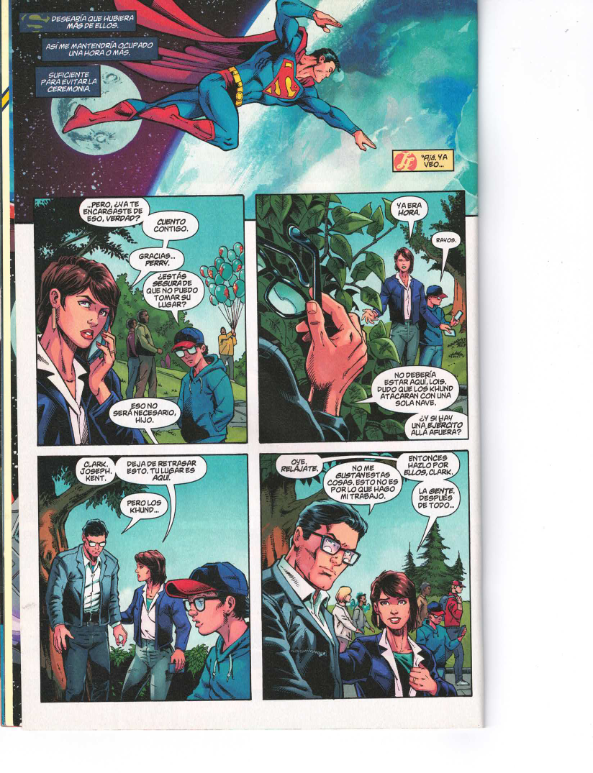 DESEARÍA QUE HUBIERA
MÁS DE ELLOS.
ASÍ ME MANTENDRÍA OCUPADO
UNA HORA O MÁS.
SUFICIENTE
PARA EVITAR LA
CEREMONIA.
YA
VEO...
...PERO, ¿YA TE
ENCARGASTE DE
ESO, VERDAD?
CUENTO
CONTIGO.
GRACIAS...
PERRY.
¿ESTÁS
SEGURA DE
QUE NO PUEDO
TOMAR SU
LUGAR?
ESO NO
SERÁ NECESARIO,
HIJO.
YA ERA
HORA.
RAYOS.
NO DEBERÍA
ESTAR AQUÍ, LOIS.
DUDO QUE LOS KHUND
ATACARAN CON UNA
SOLA NAVE.
¿Y SI HAY
UN EJÉRCITO
ALLÁ AFUERA?
CLARK.
JOSEPH.
KENT.
DEJA DE RETRASAR
ESTO. TU LUGAR ES
AQUÍ.
PERO LOS
KHUND...
OYE,
RELÁJATE.
NO ME
GUSTAN ESTAS
COSAS. ESTO NO ES
POR LO QUE HAGO
MI TRABAJO.
ENTONCES
HAZLO POR
ELLOS, CLARK.
LA GENTE,
DESPUÉS
DE TODO...